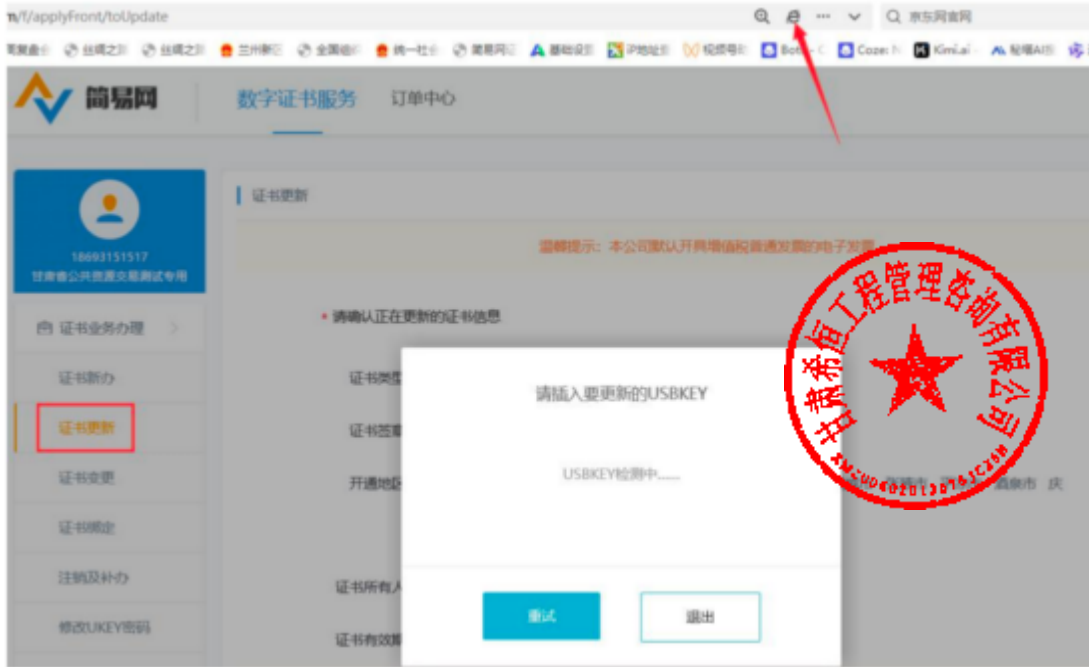 /f/applyFront/toUpdate
京东网官网
兰州新区
IP地址
视频号
Kimi.ai
简易网
数字证书服务
订单中心
证书更新
18693151517
甘肃省公共资源交易测试专用
温馨提示：本公司默认开具增值税普通发票的电子发票
证书业务办理
* 请确认正在更新的证书信息
证书新办
证书类型
请插入要更新的USBKEY
证书更新
证书签章
USBKEY检测中......
证书变更
开通地区
酒泉市 庆
证书绑定
注销及补办
证书所有人
重试
退出
修改UKEY密码
证书有效期
甘肃希恒工程管理咨询有限公司